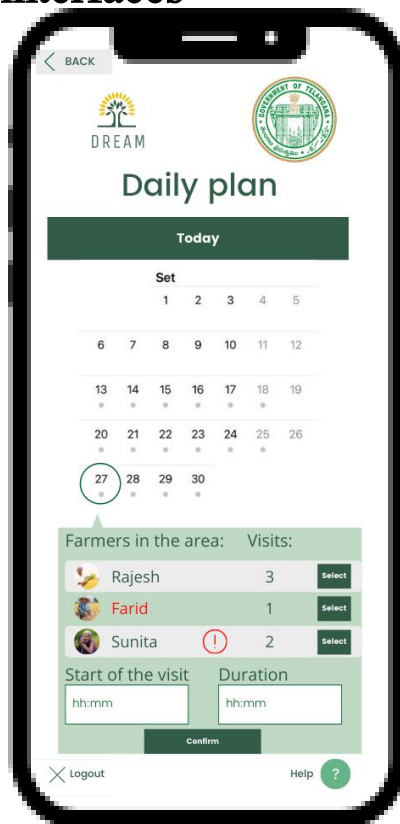 BACK
DREAM
GOVERNMENT OF TELANGANA
Daily plan
Today
Set
1 2 3 4 5
6 7 8 9 10 11 12
13 14 15 16 17 18 19
20 21 22 23 24 25 26
27 28 29 30
Farmers in the area: Visits:
Rajesh 3 Select
Farid 1 Select
Sunita ! 2 Select
Start of the visit Duration
hh:mm hh:mm
Confirm
Logout Help ?